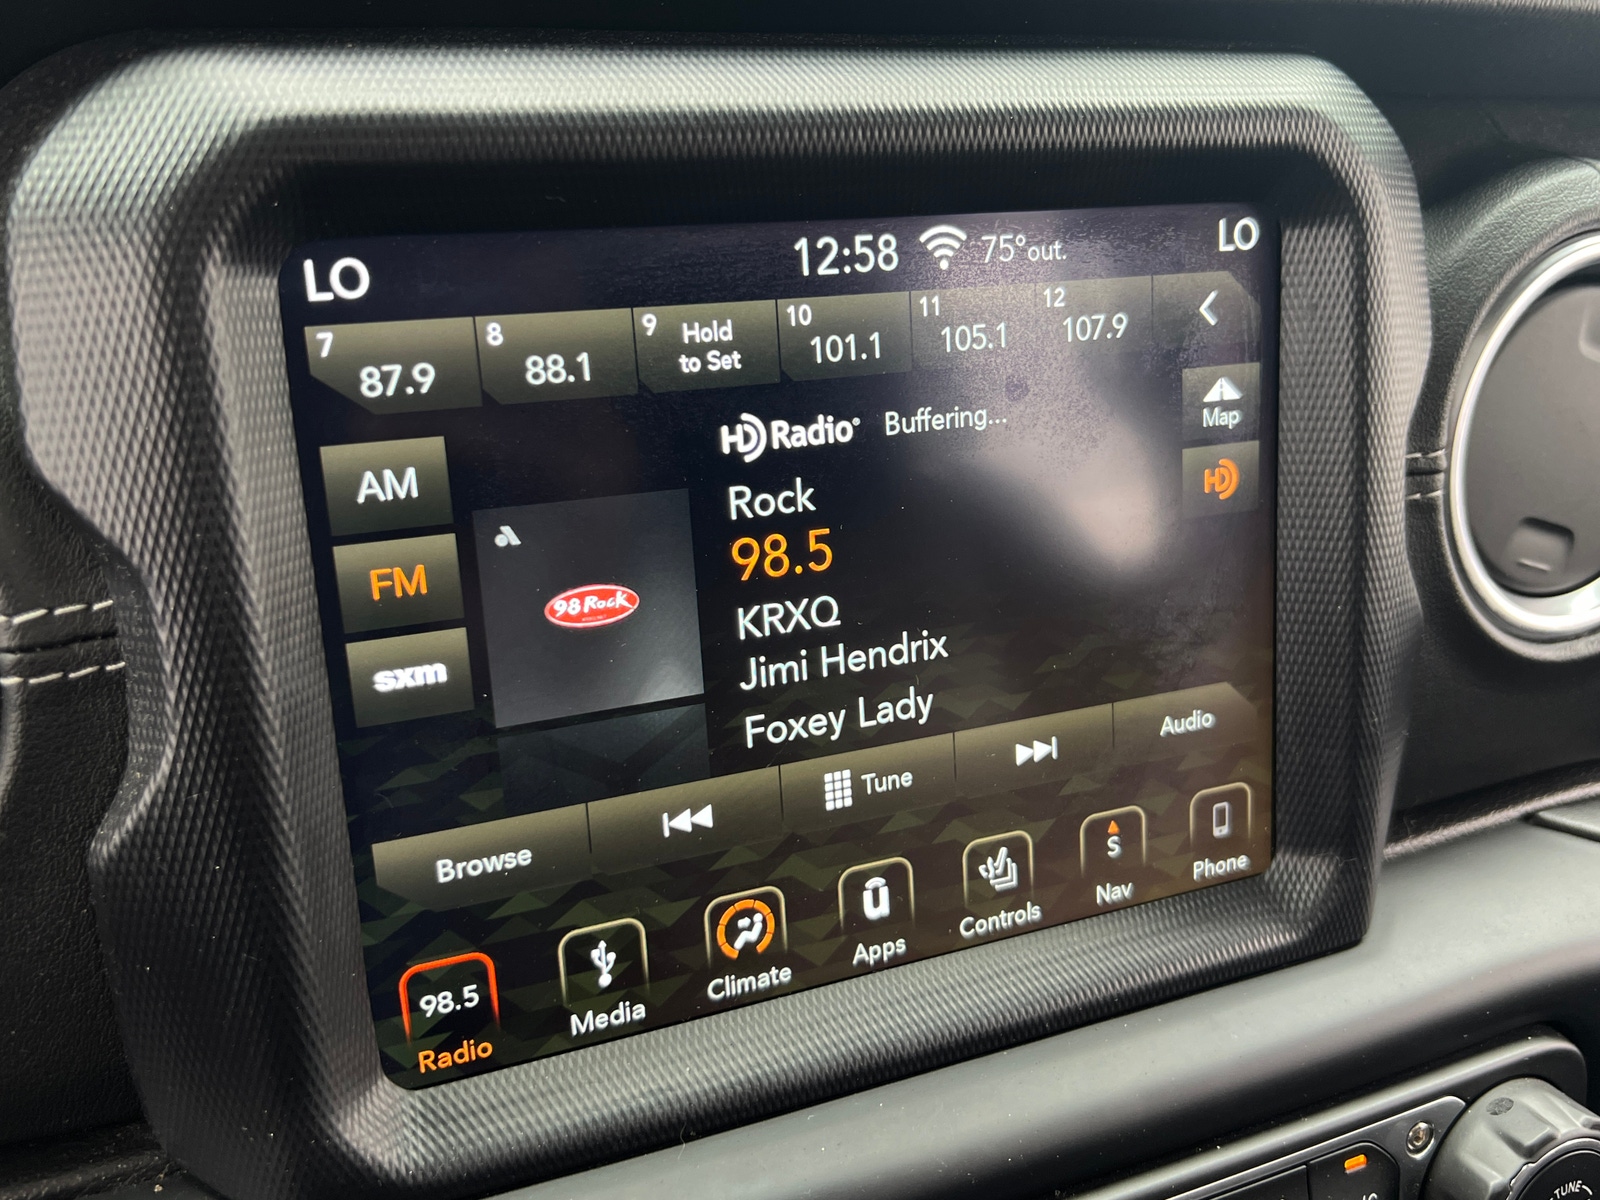 LO
12:58 75° out.
LO
7 87.9
8 88.1
9 Hold
to Set
10 101.1
11 105.1
12 107.9
Map
HD Radio® Buffering...
HD
AM
FM
sxm
98 Rock
Rock
98.5
KRXQ
Jimi Hendrix
Foxey Lady
Browse
Tune
Audio
98.5
Radio
Media
Climate
Apps
Controls
S
Nav
Phone
TUNE